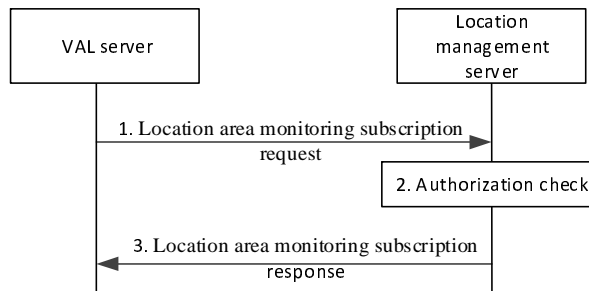 VAL server
Location
management
server
1. Location area monitoring subscription
request
2. Authorization check
3. Location area monitoring subscription
response